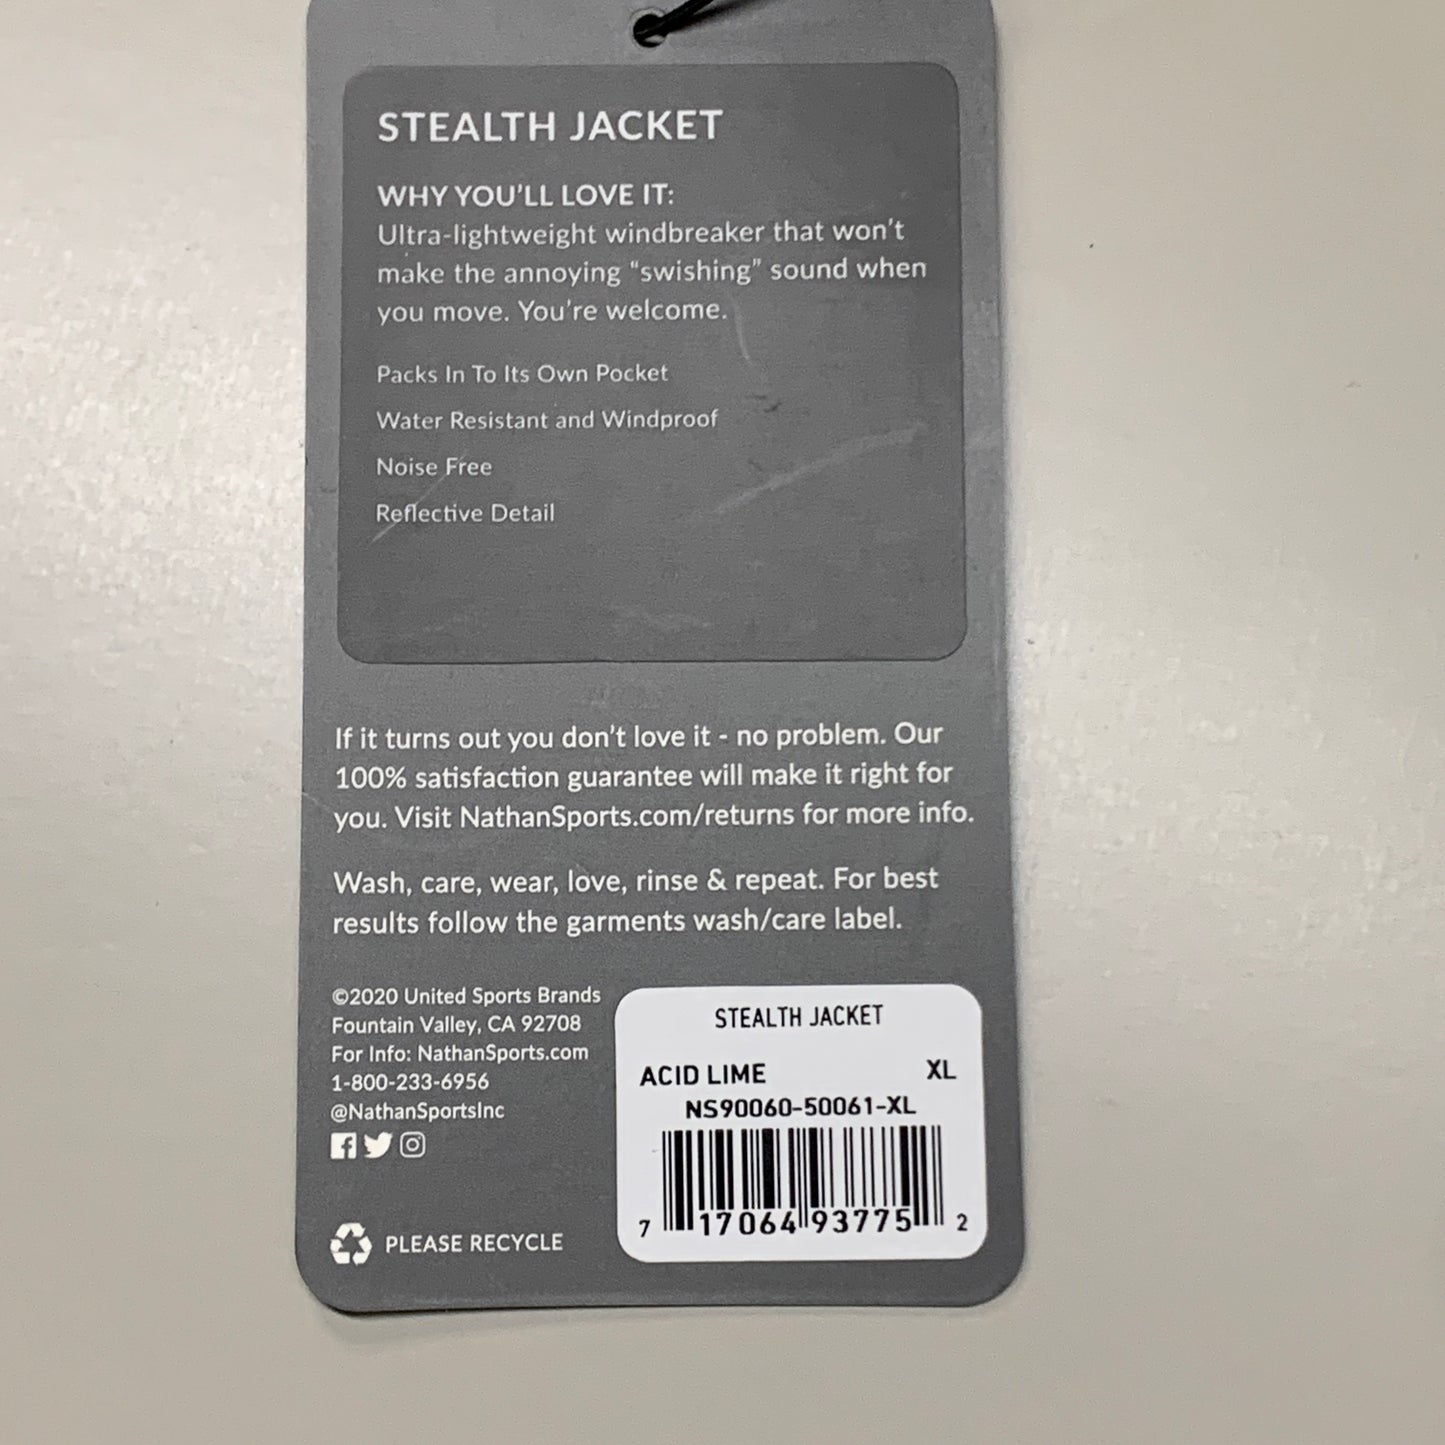 STEALTH JACKET
WHY YOU'LL LOVE IT:
Ultra-lightweight windbreaker that won't
make the annoying “swishing” sound when
you move. You're welcome.
Packs In To Its Own Pocket
Water Resistant and Windproof
Noise Free
Reflective Detail
If it turns out you don't love it - no problem. Our
100% satisfaction guarantee will make it right for
you. Visit NathanSports.com/returns for more info.
Wash, care, wear, love, rinse & repeat. For best
results follow the garments wash/care label.
©2020 United Sports Brands
Fountain Valley, CA 92708
For Info: NathanSports.com
1-800-233-6956
@NathanSportsInc
PLEASE RECYCLE
STEALTH JACKET
ACID LIME XL
NS90060-50061-XL
7 17064 93775 2